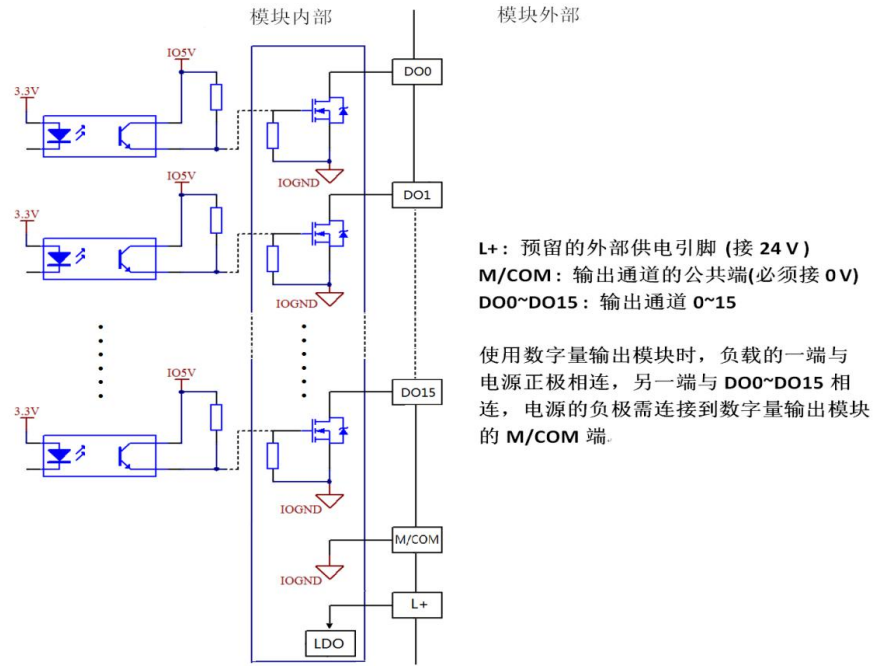 模块内部
模块外部
IO5V
DO0
3.3V
IOGND
IO5V
DO1
3.3V
L+: 预留的外部供电引脚 (接 24 V )
M/COM: 输出通道的公共端(必须接 0 V)
IOGND
DO0~DO15: 输出通道 0~15
使用数字量输出模块时，负载的一端与
IO5V
电源正极相连，另一端与 DO0~DO15 相
DO15
连，电源的负极需连接到数字量输出模块
3.3V
的 M/COM 端.
IOGND
M/COM
IOGND
L+
LDO